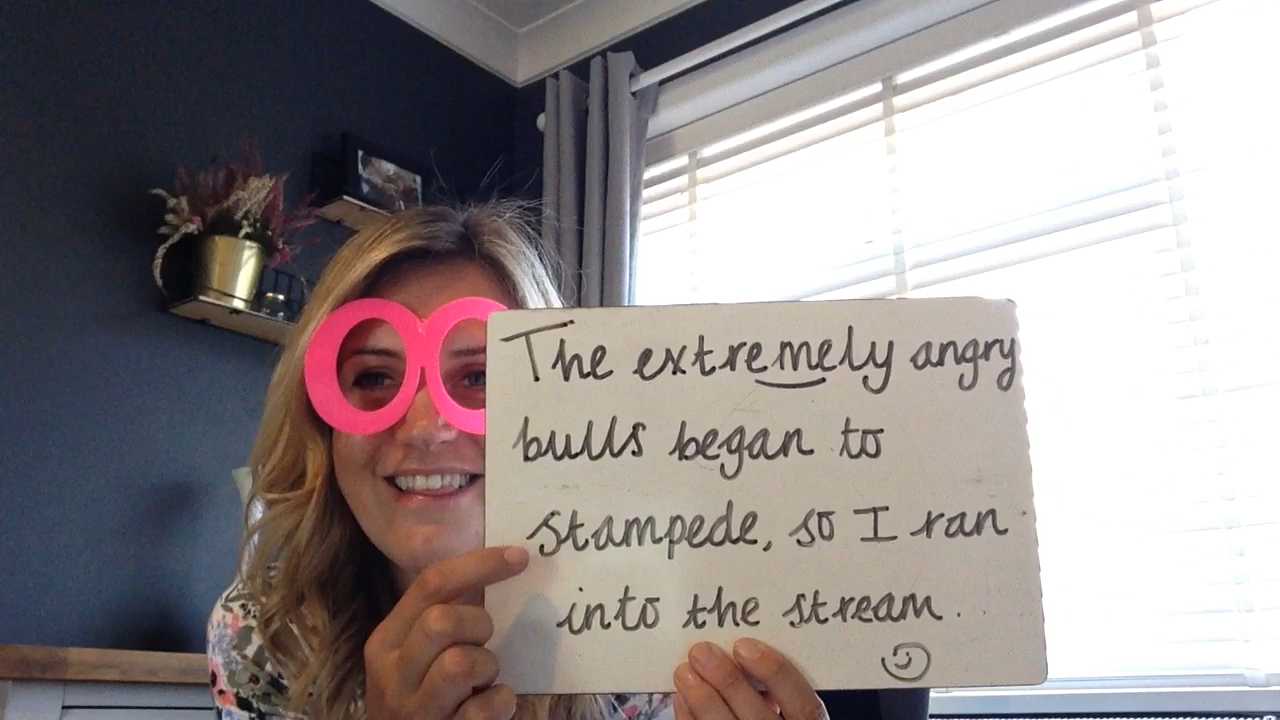 The extremely angry
bulls began to
stampede, so I ran
into the stream.